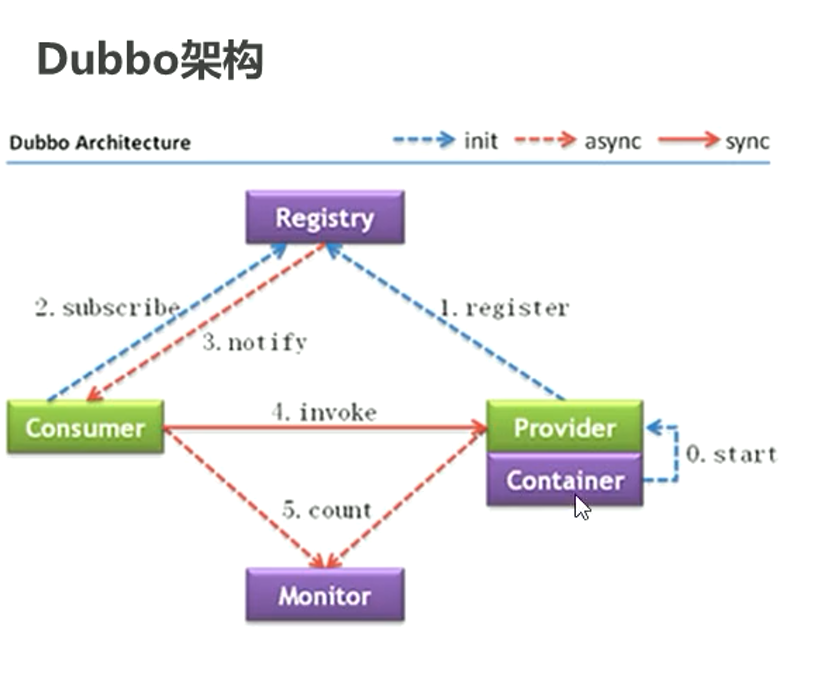 Dubbo架构
Dubbo Architecture
init
async
sync
Registry
2. subscribe
1. register
3. notify
4. invoke
Consumer
Provider
0. start
Container
5. count
Monitor